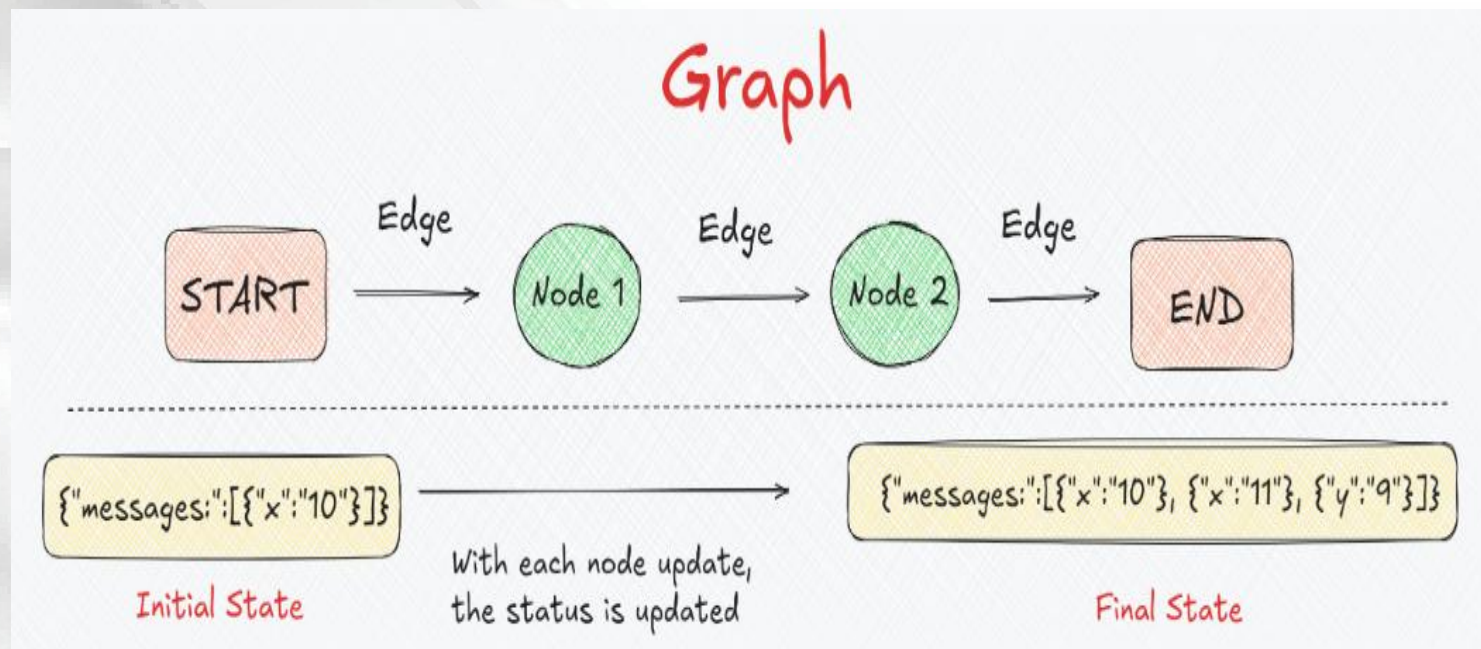 Graph
Edge
Edge
Edge
START
Node 1
Node 2
END
{"messages:":[{"x":"10"}]}
{"messages:":[{"x":"10"}, {"x":"11"}, {"y":"9"}]}
With each node update,
the status is updated
Initial State
Final State